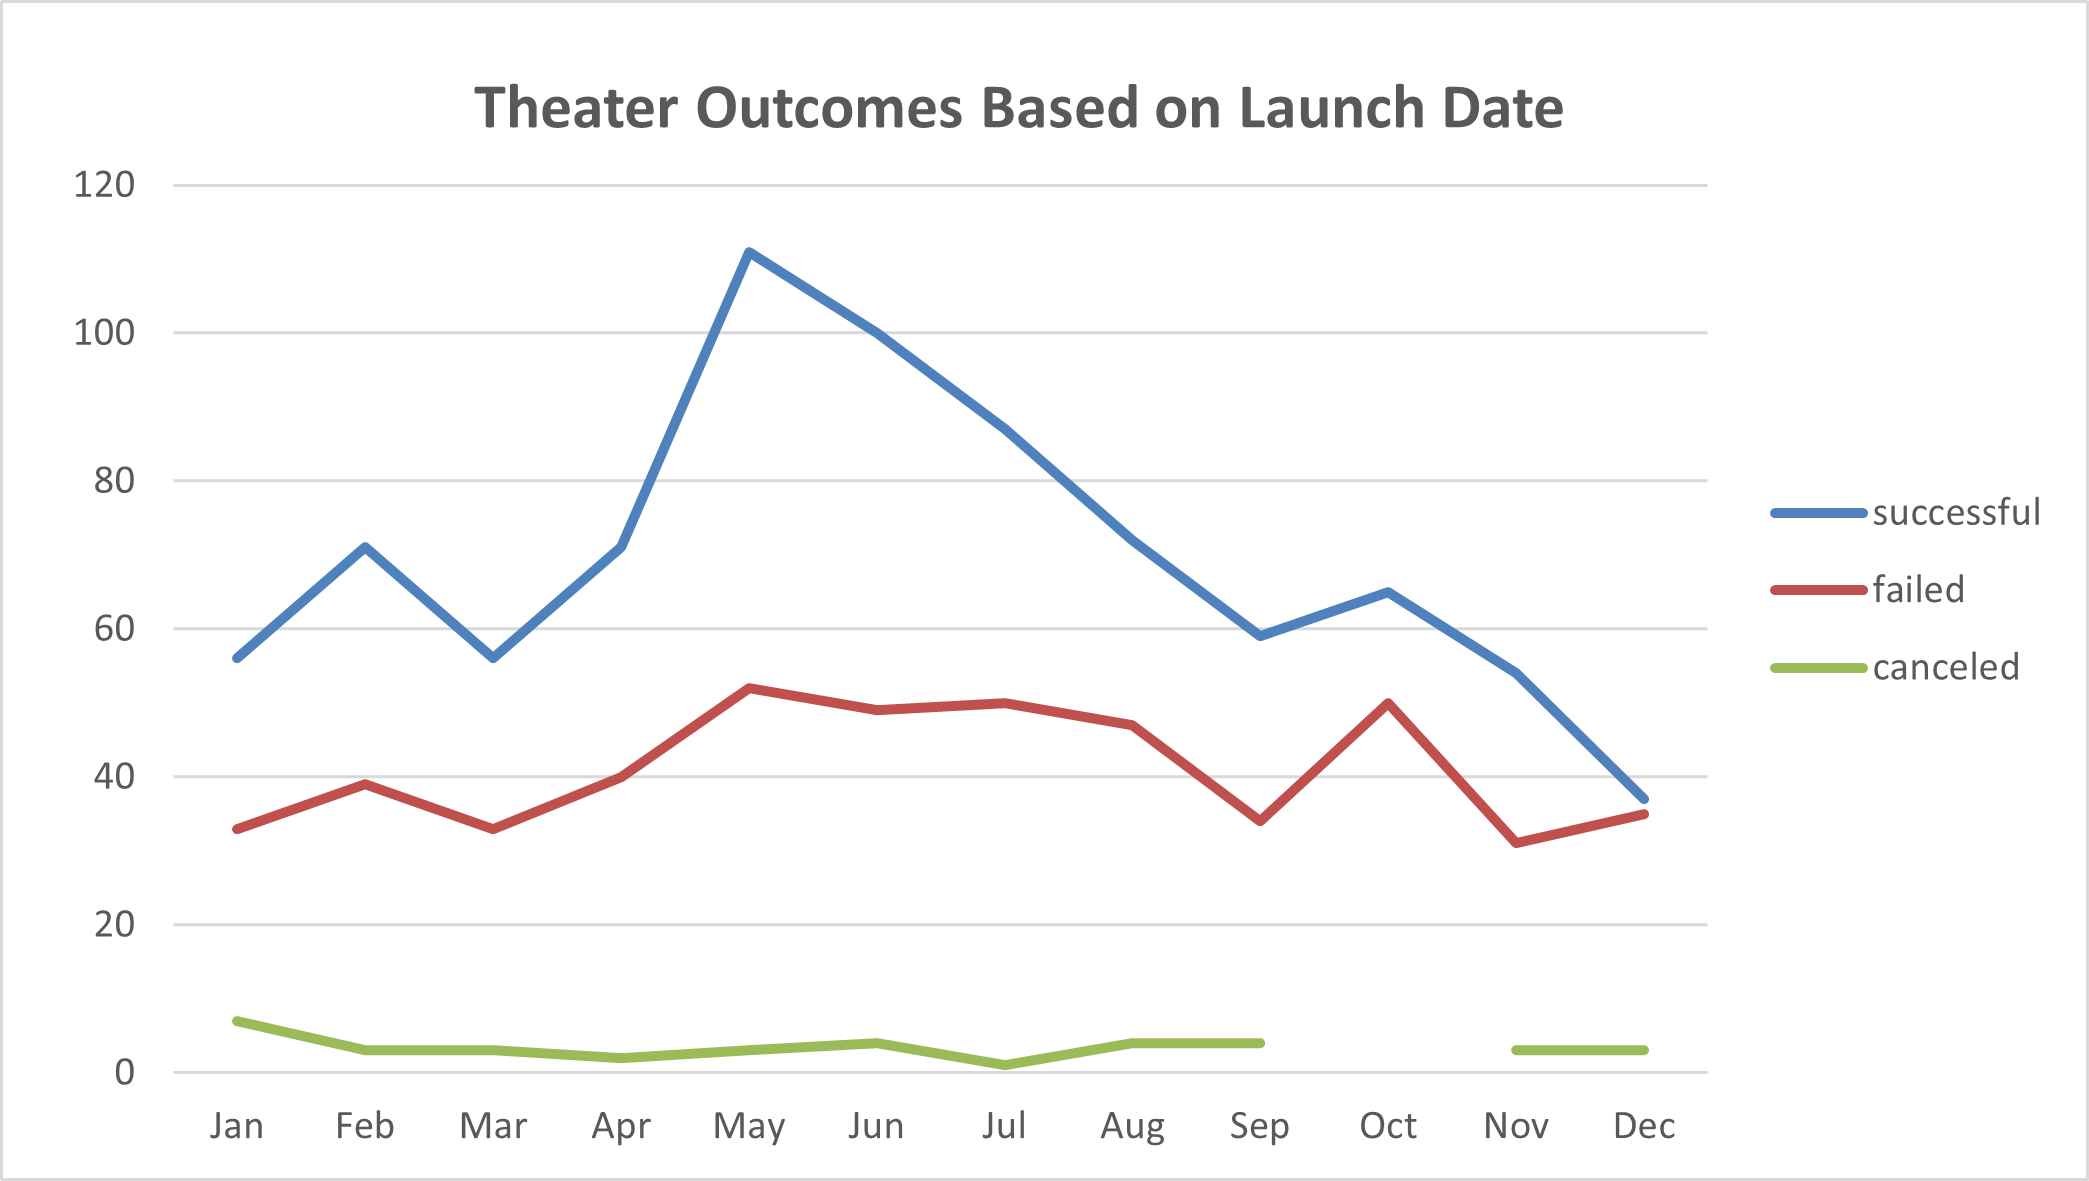 Theater Outcomes Based on Launch Date
120
100
80
60
40
20
0
Jan Feb Mar Apr May Jun Jul Aug Sep Oct Nov Dec
successful
failed
canceled